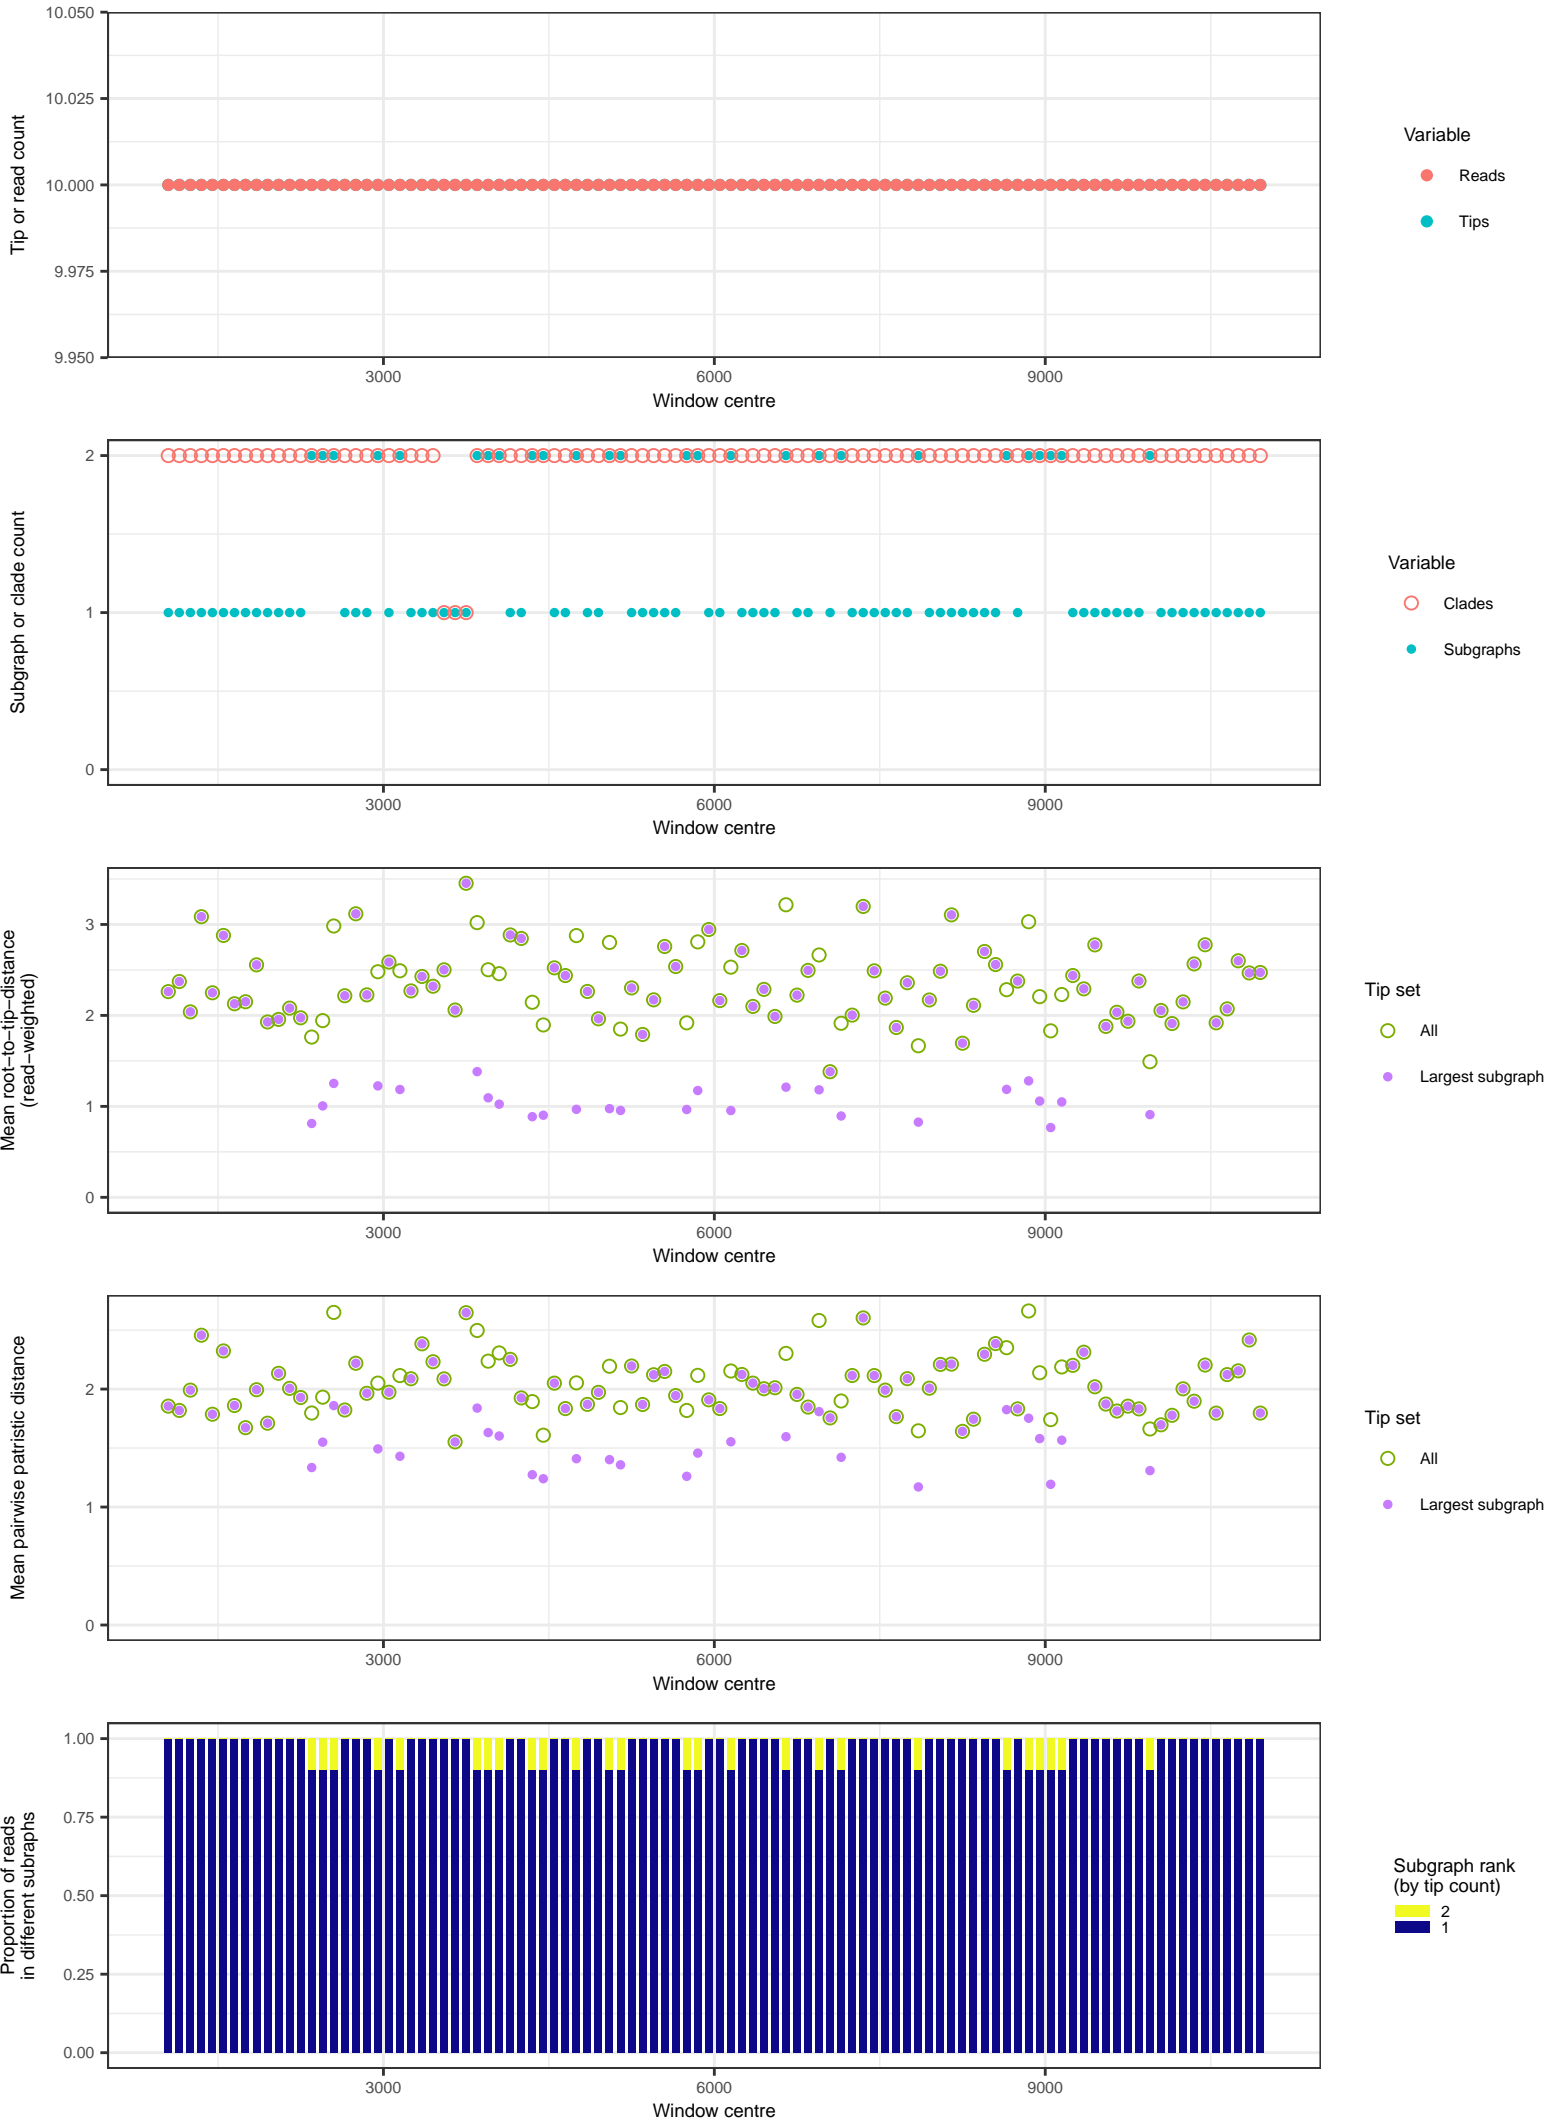 10.050
10.025
10.000
9.975
9.950
Tip or read count
3000 6000 9000
Window centre
Variable
Reads
Tips
2
1
0
Subgraph or clade count
3000 6000 9000
Window centre
Variable
Clades
Subgraphs
3
2
1
0
Mean root−to−tip−distance
(read−weighted)
3000 6000 9000
Window centre
Tip set
All
Largest subgraph
2
1
0
Mean pairwise patristic distance
3000 6000 9000
Window centre
Tip set
All
Largest subgraph
1.00
0.75
0.50
0.25
0.00
Proportion of reads
in different subraphs
3000 6000 9000
Window centre
Subgraph rank
(by tip count)
2
1